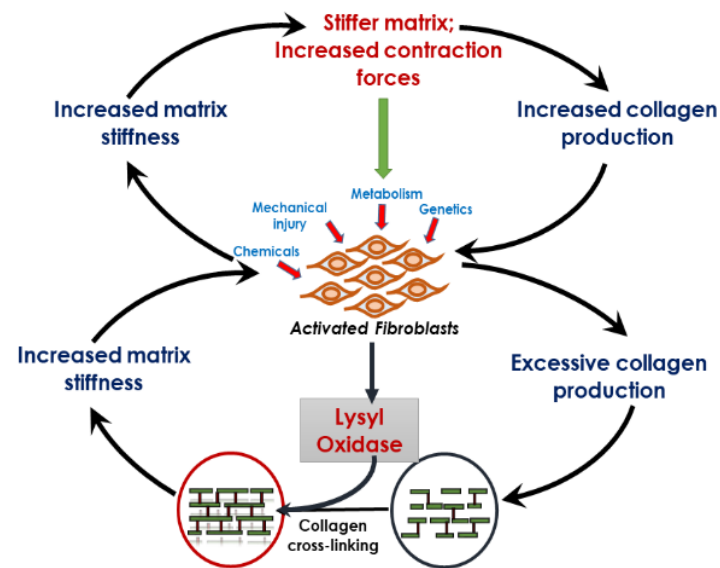 Stiffer matrix;
Increased contraction
forces
Increased matrix
stiffness
Increased collagen
production
Metabolism
Mechanical
injury
Genetics
Chemicals
Activated Fibroblasts
Increased matrix
stiffness
Excessive collagen
production
Lysyl
Oxidase
Collagen
cross-linking